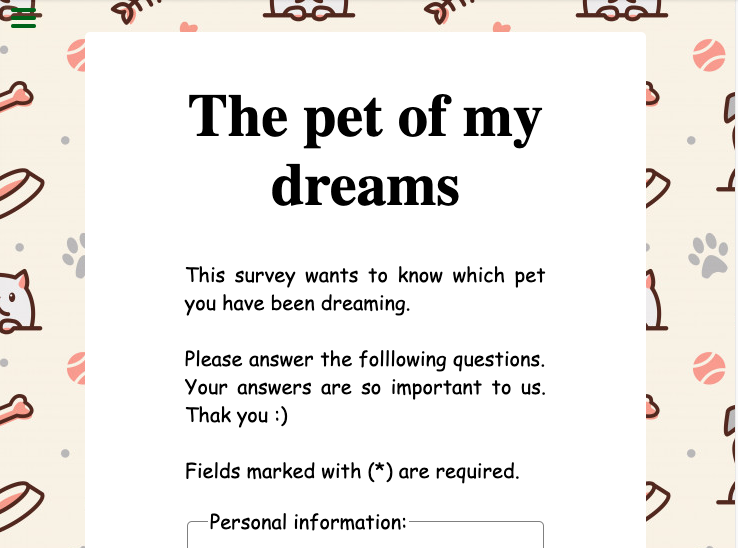 The pet of my
dreams
This survey wants to know which pet
you have been dreaming.
Please answer the folllowing questions.
Your answers are so important to us.
Thak you :)
Fields marked with (*) are required.
Personal information: